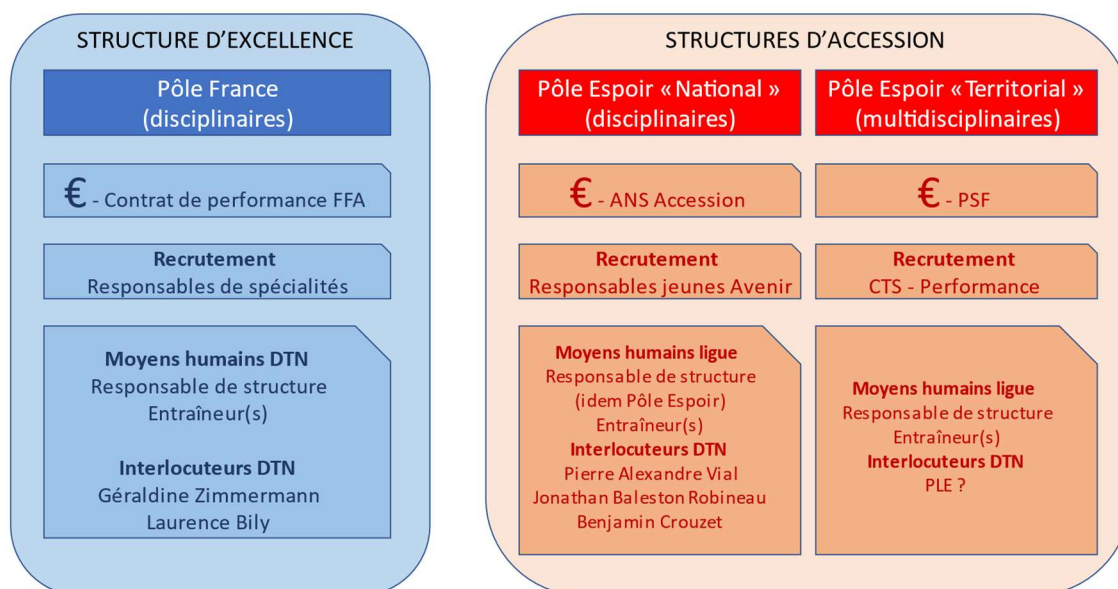 STRUCTURE D’EXCELLENCE
Pôle France
(disciplinaires)
€ - Contrat de performance FFA
Recrutement
Responsables de spécialités
Moyens humains DTN
Responsable de structure
Entraîneur(s)
Interlocuteurs DTN
Géraldine Zimmermann
Laurence Bily
STRUCTURES D’ACCESSION
Pôle Espoir « National »
(disciplinaires)
€ - ANS Accession
Recrutement
Responsables jeunes Avenir
Moyens humains ligue
Responsable de structure
(idem Pôle Espoir)
Entraîneur(s)
Interlocuteurs DTN
Pierre Alexandre Vial
Jonathan Baleston Robineau
Benjamin Crouzet
Pôle Espoir « Territorial »
(multidisciplinaires)
€ - PSF
Recrutement
CTS - Performance
Moyens humains ligue
Responsable de structure
Entraîneur(s)
Interlocuteurs DTN
PLE ?